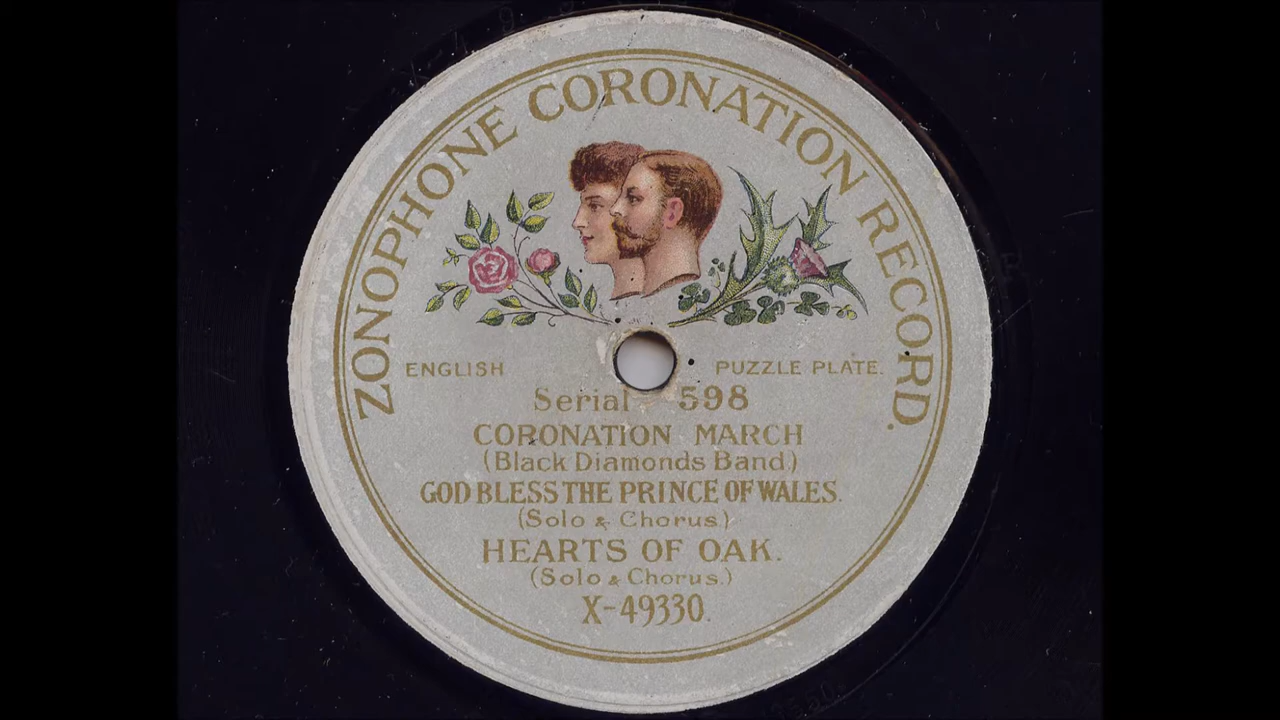 ZONOPHONE CORONATION RECORD.
ENGLISH PUZZLE PLATE.
Serial 598
CORONATION MARCH
(Black Diamonds Band)
GOD BLESS THE PRINCE OF WALES.
(Solo & Chorus)
HEARTS OF OAK.
(Solo & Chorus.)
X-49330.